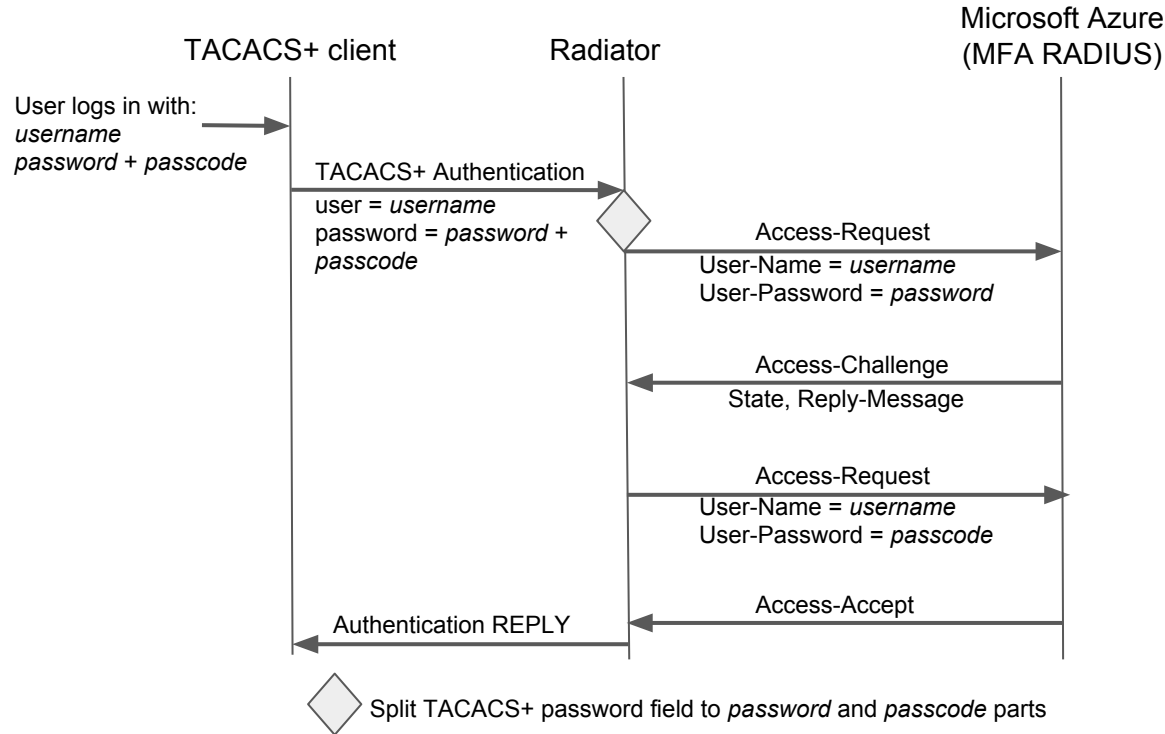 Microsoft Azure
(MFA RADIUS)
TACACS+ client
Radiator
User logs in with:
username
password + passcode
TACACS+ Authentication
user = username
password = password +
passcode
Access-Request
User-Name = username
User-Password = password
Access-Challenge
State, Reply-Message
Access-Request
User-Name = username
User-Password = passcode
Access-Accept
Authentication REPLY
Split TACACS+ password field to password and passcode parts